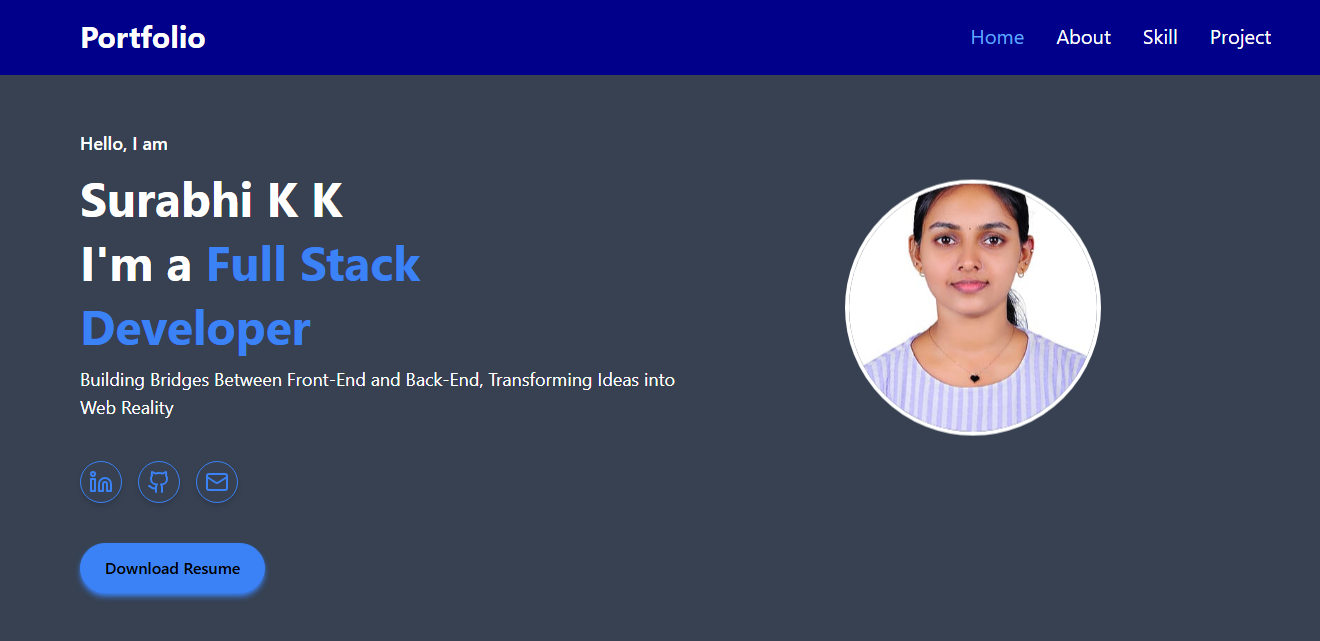 Portfolio
Home About Skill Project
Hello, I am
Surabhi K K
I'm a Full Stack
Developer
Building Bridges Between Front-End and Back-End, Transforming Ideas into
Web Reality
in
Download Resume